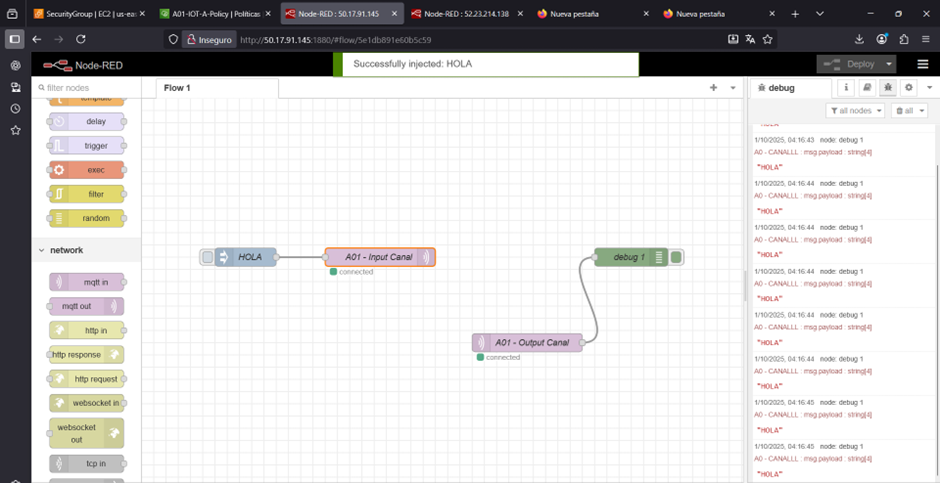 SecurityGroup | EC2 | us-eas
A01-IOT-A-Policy | Políticas |
Node-RED : 50.17.91.145
Node-RED : 52.23.214.138
Nueva pestaña
Nueva pestaña
Inseguro
http://50.17.91.145:1880/#flow/5e1db891e60b5c59
Node-RED
Successfully injected: HOLA
Deploy
filter nodes
Flow 1
debug
all nodes
all
template
delay
trigger
exec
filter
random
network
mqtt in
mqtt out
http in
http response
http request
websocket in
websocket
out
tcp in
HOLA
A01 - Input Canal
connected
debug 1
A01 - Output Canal
connected
"HOLA"
1/10/2025, 04:16:43 node: debug 1
A0 - CANALLL : msg.payload : string[4]
"HOLA"
1/10/2025, 04:16:44 node: debug 1
A0 - CANALLL : msg.payload : string[4]
"HOLA"
1/10/2025, 04:16:44 node: debug 1
A0 - CANALLL : msg.payload : string[4]
"HOLA"
1/10/2025, 04:16:44 node: debug 1
A0 - CANALLL : msg.payload : string[4]
"HOLA"
1/10/2025, 04:16:44 node: debug 1
A0 - CANALLL : msg.payload : string[4]
"HOLA"
1/10/2025, 04:16:44 node: debug 1
A0 - CANALLL : msg.payload : string[4]
"HOLA"
1/10/2025, 04:16:45 node: debug 1
A0 - CANALLL : msg.payload : string[4]
"HOLA"
1/10/2025, 04:16:45 node: debug 1
A0 - CANALLL : msg.payload : string[4]
"HOLA"